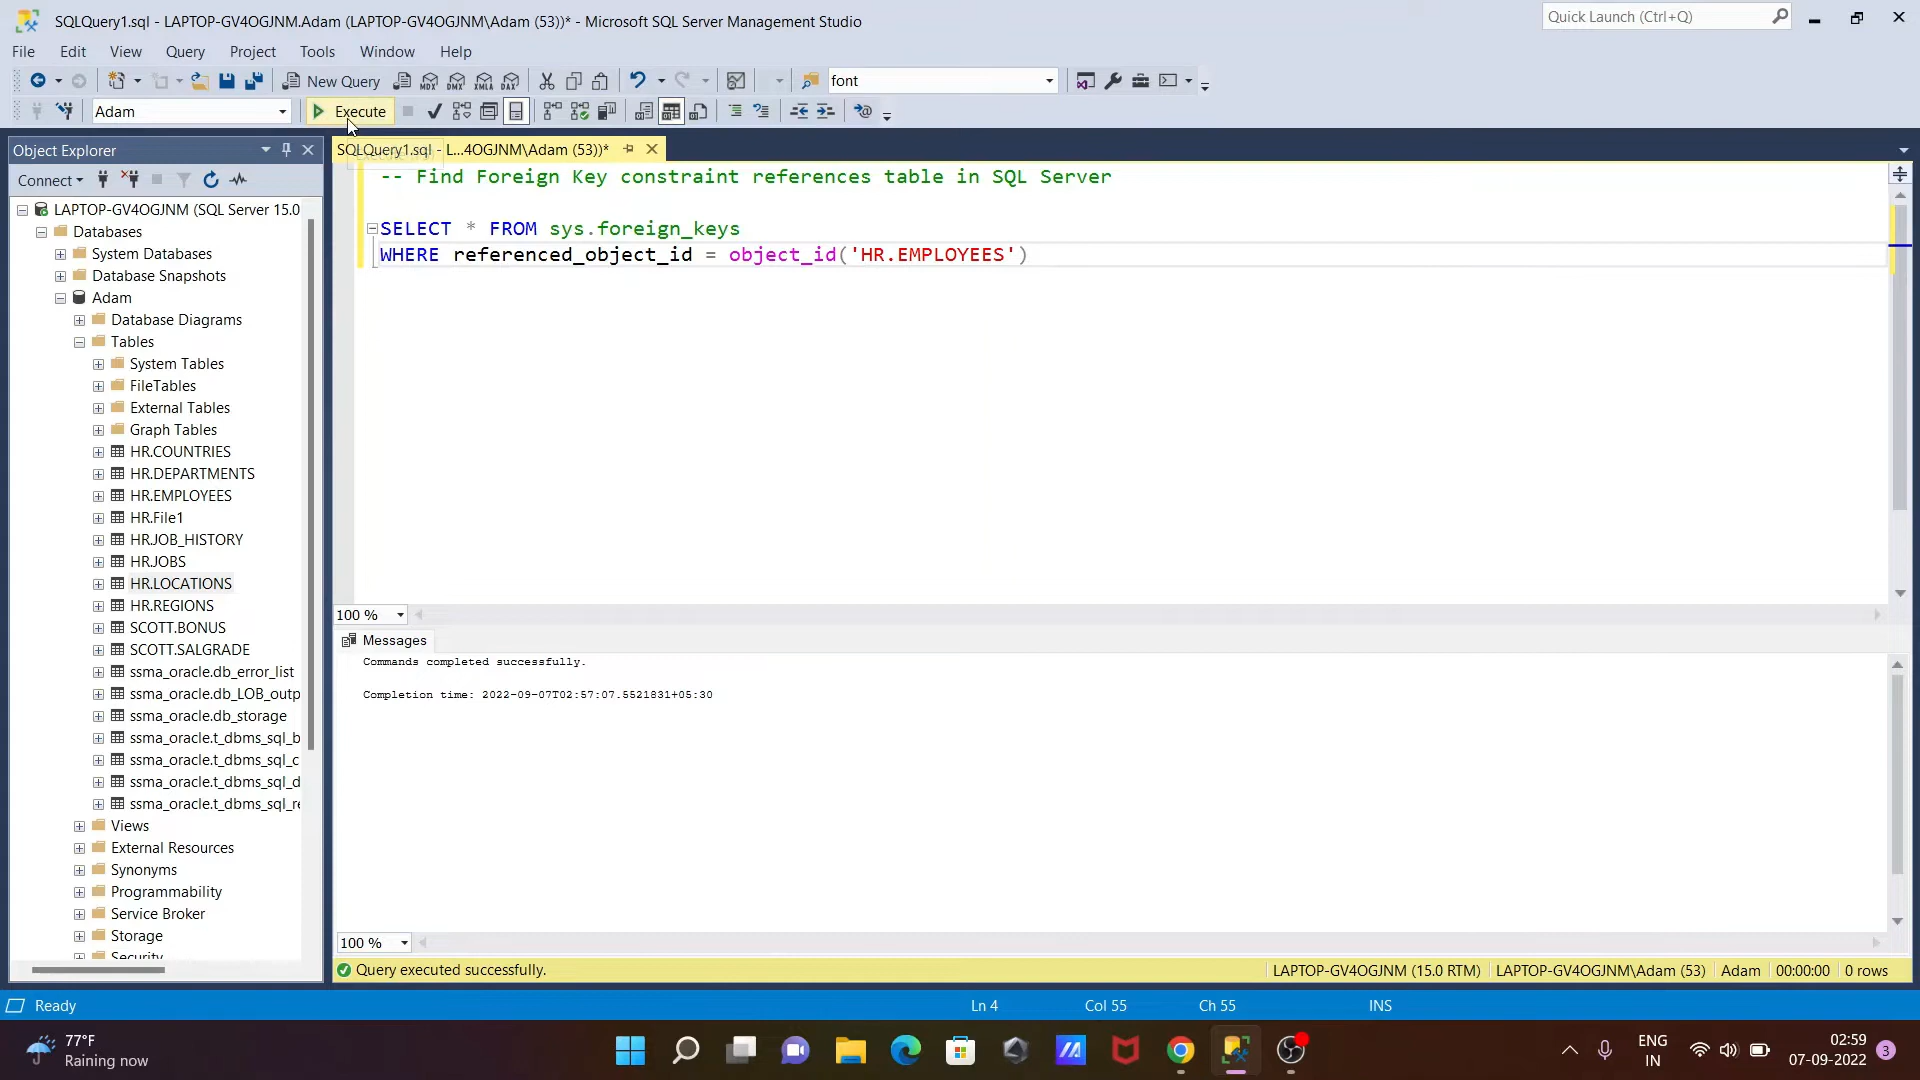 SQLQuery1.sql - LAPTOP-GV4OGJNM.Adam (LAPTOP-GV4OGJNM\Adam (53))* - Microsoft SQL Server Management Studio
Quick Launch (Ctrl+Q)
File Edit View Query Project Tools Window Help
New Query MDX DMX XMLA DAX font
Adam Execute
Object Explorer
SQLQuery1.sql - L...4OGJNM\Adam (53))*
Connect
LAPTOP-GV4OGJNM (SQL Server 15.0
Databases
System Databases
Database Snapshots
Adam
Database Diagrams
Tables
System Tables
FileTables
External Tables
Graph Tables
HR.COUNTRIES
HR.DEPARTMENTS
HR.EMPLOYEES
HR.File1
HR.JOB_HISTORY
HR.JOBS
HR.LOCATIONS
HR.REGIONS
SCOTT.BONUS
SCOTT.SALGRADE
ssma_oracle.db_error_list
ssma_oracle.db_LOB_outp
ssma_oracle.db_storage
ssma_oracle.t_dbms_sql_b
ssma_oracle.t_dbms_sql_c
ssma_oracle.t_dbms_sql_d
ssma_oracle.t_dbms_sql_re
Views
External Resources
Synonyms
Programmability
Service Broker
Storage
Security
-- Find Foreign Key constraint references table in SQL Server
SELECT * FROM sys.foreign_keys
WHERE referenced_object_id = object_id('HR.EMPLOYEES')
100 %
Messages
Commands completed successfully.
Completion time: 2022-09-07T02:57:07.5521831+05:30
100 %
Query executed successfully.
LAPTOP-GV4OGJNM (15.0 RTM) LAPTOP-GV4OGJNM\Adam (53) Adam 00:00:00 0 rows
Ready Ln 4 Col 55 Ch 55 INS
77°F
Raining now
ENG
IN
02:59
07-09-2022
3